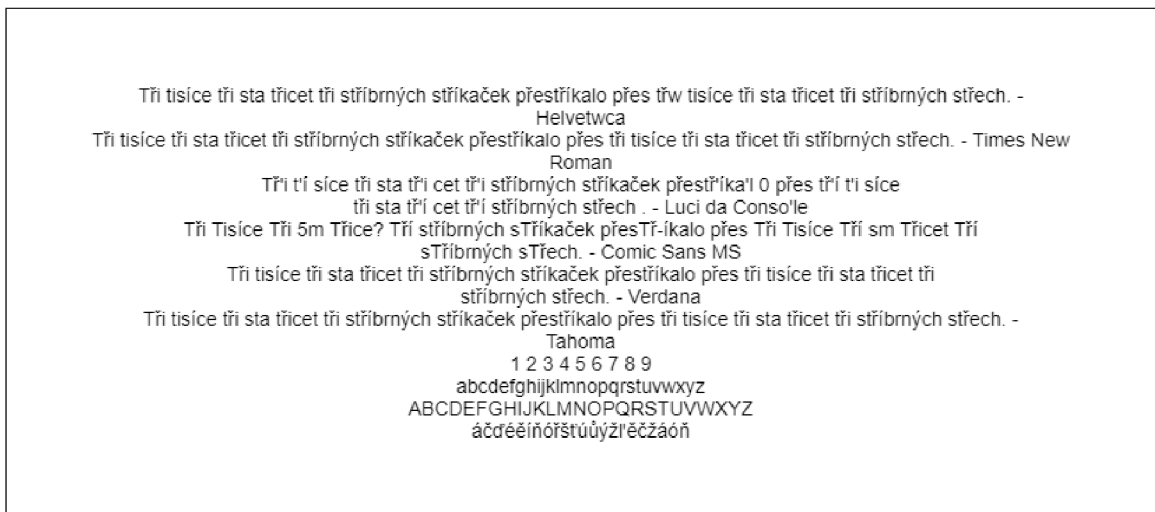 Tři tisíce tři sta třicet tři stříbrných stříkaček přestříkalo přes třw tisíce tři sta třicet tři stříbrných střech. -
Helvetwca
Tři tisíce tři sta třicet tři stříbrných stříkaček přestříkalo přes tři tisíce tři sta třicet tři stříbrných střech. - Times New
Roman
Tř'i t'í síce tři sta tř'i cet tř'i stříbrných stříkaček přestř'íka'l 0 přes tř'í t'i síce
tři sta tř'í cet tř'í stříbrných střech . - Luci da Conso'le
Tři Tisíce Tři 5m Třice? Tří stříbrných sTříkaček přesTř-íkalo přes Tři Tisíce Tří sm Třicet Tří
sTříbrných sTřech. - Comic Sans MS
Tři tisíce tři sta třicet tři stříbrných stříkaček přestříkalo přes tři tisíce tři sta třicet tři
stříbrných střech. - Verdana
Tři tisíce tři sta třicet tři stříbrných stříkaček přestříkalo přes tři tisíce tři sta třicet tři stříbrných střech. -
Tahoma
1 2 3 4 5 6 7 8 9
abcdefghijklmnopqrstuvwxyz
ABCDEFGHIJKLMNOPQRSTUVWXYZ
áčďéěíňóřšťúůýžl'ěčžáóň